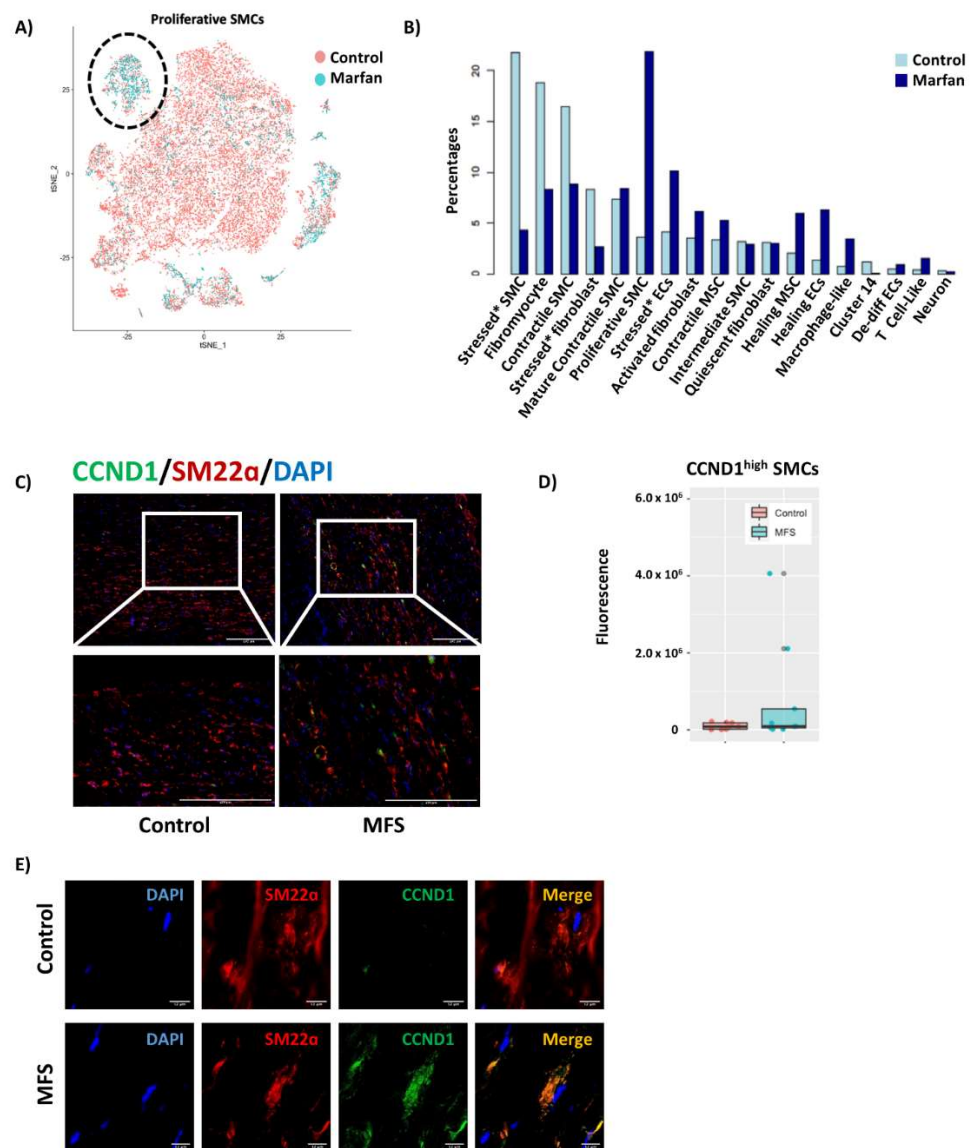 A)
Proliferative SMCs
Control
Marfan
25
0
-25
tSNE_2
-25
0
25
tSNE_1
B)
Control
Marfan
20
15
10
5
0
Percentages
Stressed* SMC
Fibromyocyte
Contractile SMC
Stressed* fibroblast
Mature Contractile SMC
Proliferative SMC
Stressed* ECs
Activated fibroblast
Contractile MSC
Intermediate SMC
Quiescent fibroblast
Healing MSC
Healing ECs
Macrophage-like
Cluster 14
De-diff ECs
T Cell-Like
Neuron
CCND1/SM22α/DAPI
C)
Control
MFS
D)
CCND1high SMCs
Control
MFS
6.0 x 10⁶
4.0 x 10⁶
2.0 x 10⁶
0
Fluorescence
E)
Control
DAPI
SM22α
CCND1
Merge
MFS
DAPI
SM22α
CCND1
Merge